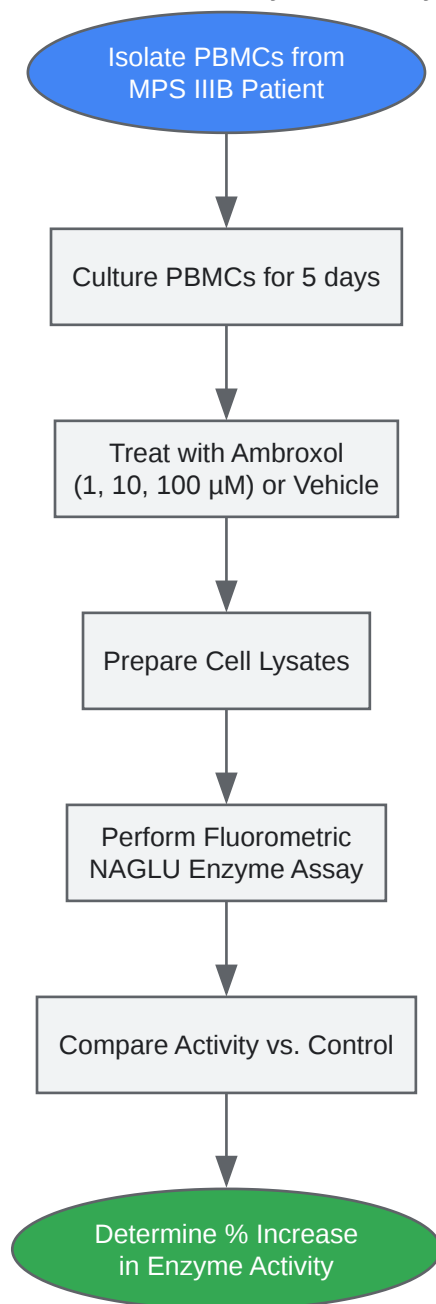 Isolate PBMCs from
MPS IIIB Patient
Culture PBMCs for 5 days
Treat with Ambroxol
(1, 10, 100 µM) or Vehicle
Prepare Cell Lysates
Perform Fluorometric
NAGLU Enzyme Assay
Compare Activity vs. Control
Determine % Increase
in Enzyme Activity